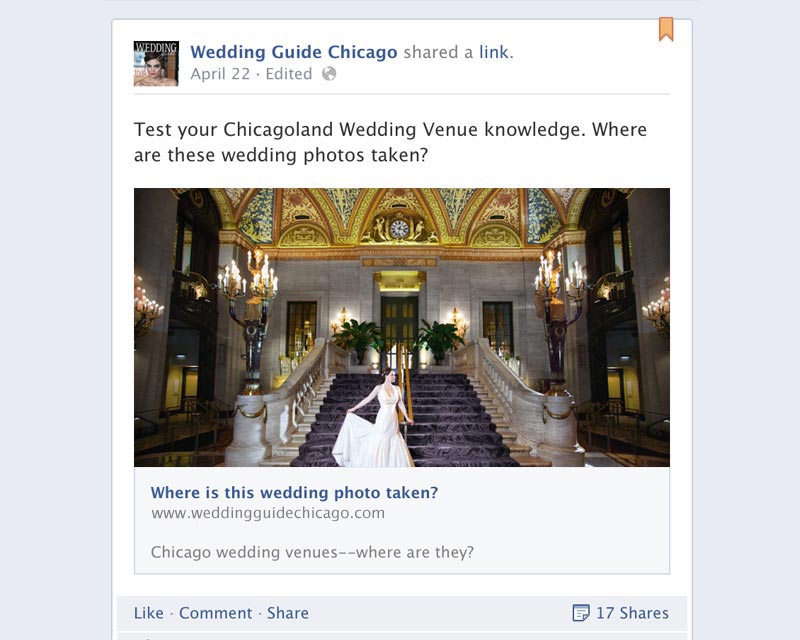 WEDDING
Wedding Guide Chicago shared a link.
April 22 · Edited
Test your Chicagoland Wedding Venue knowledge. Where
are these wedding photos taken?
Where is this wedding photo taken?
www.weddingguidechicago.com
Chicago wedding venues--where are they?
Like · Comment · Share
17 Shares